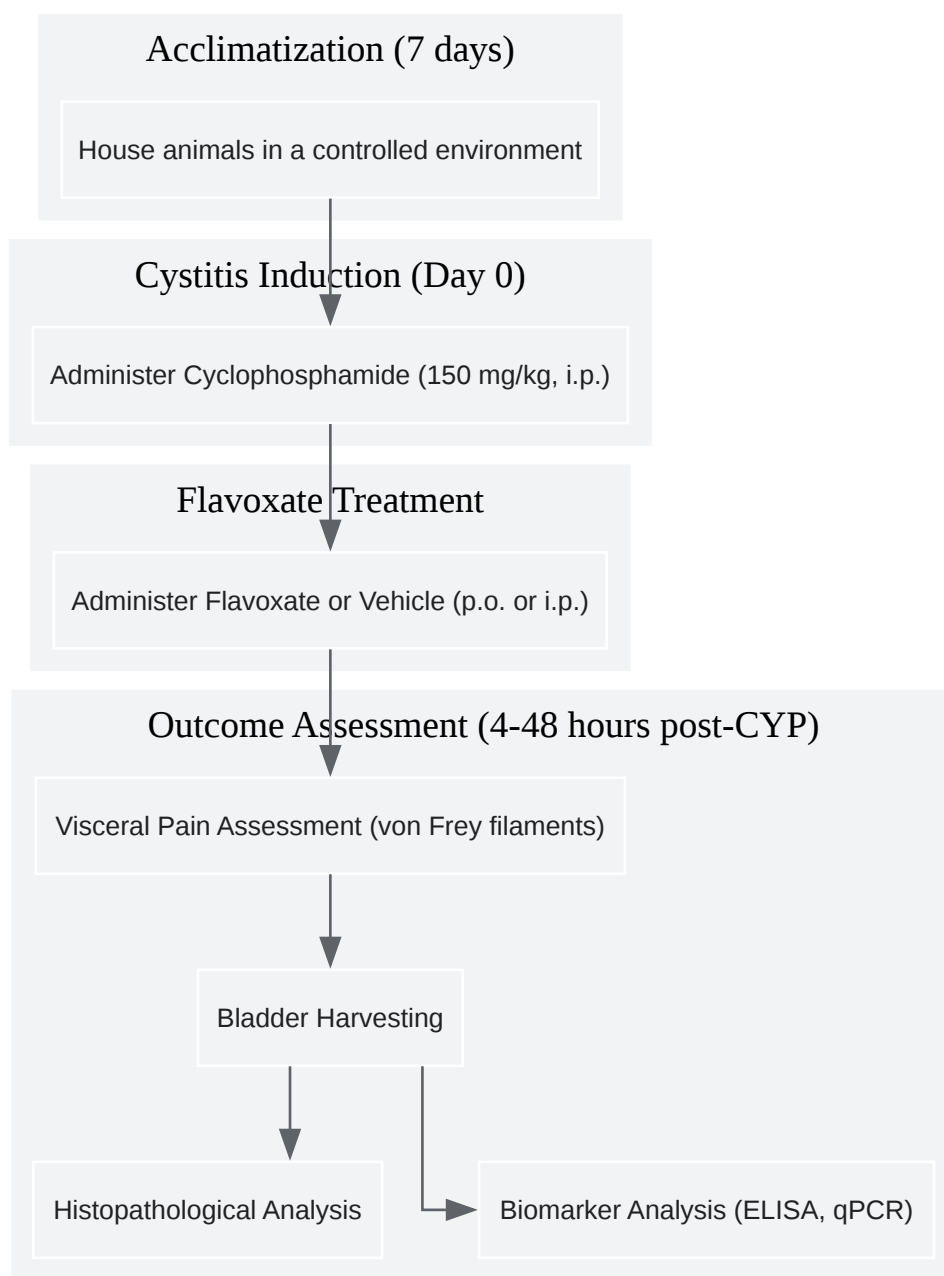 Acclimatization (7 days)
House animals in a controlled environment
Cystitis Induction (Day 0)
Administer Cyclophosphamide (150 mg/kg, i.p.)
Flavoxate Treatment
Administer Flavoxate or Vehicle (p.o. or i.p.)
Outcome Assessment (4-48 hours post-CYP)
Visceral Pain Assessment (von Frey filaments)
Bladder Harvesting
Histopathological Analysis
Biomarker Analysis (ELISA, qPCR)